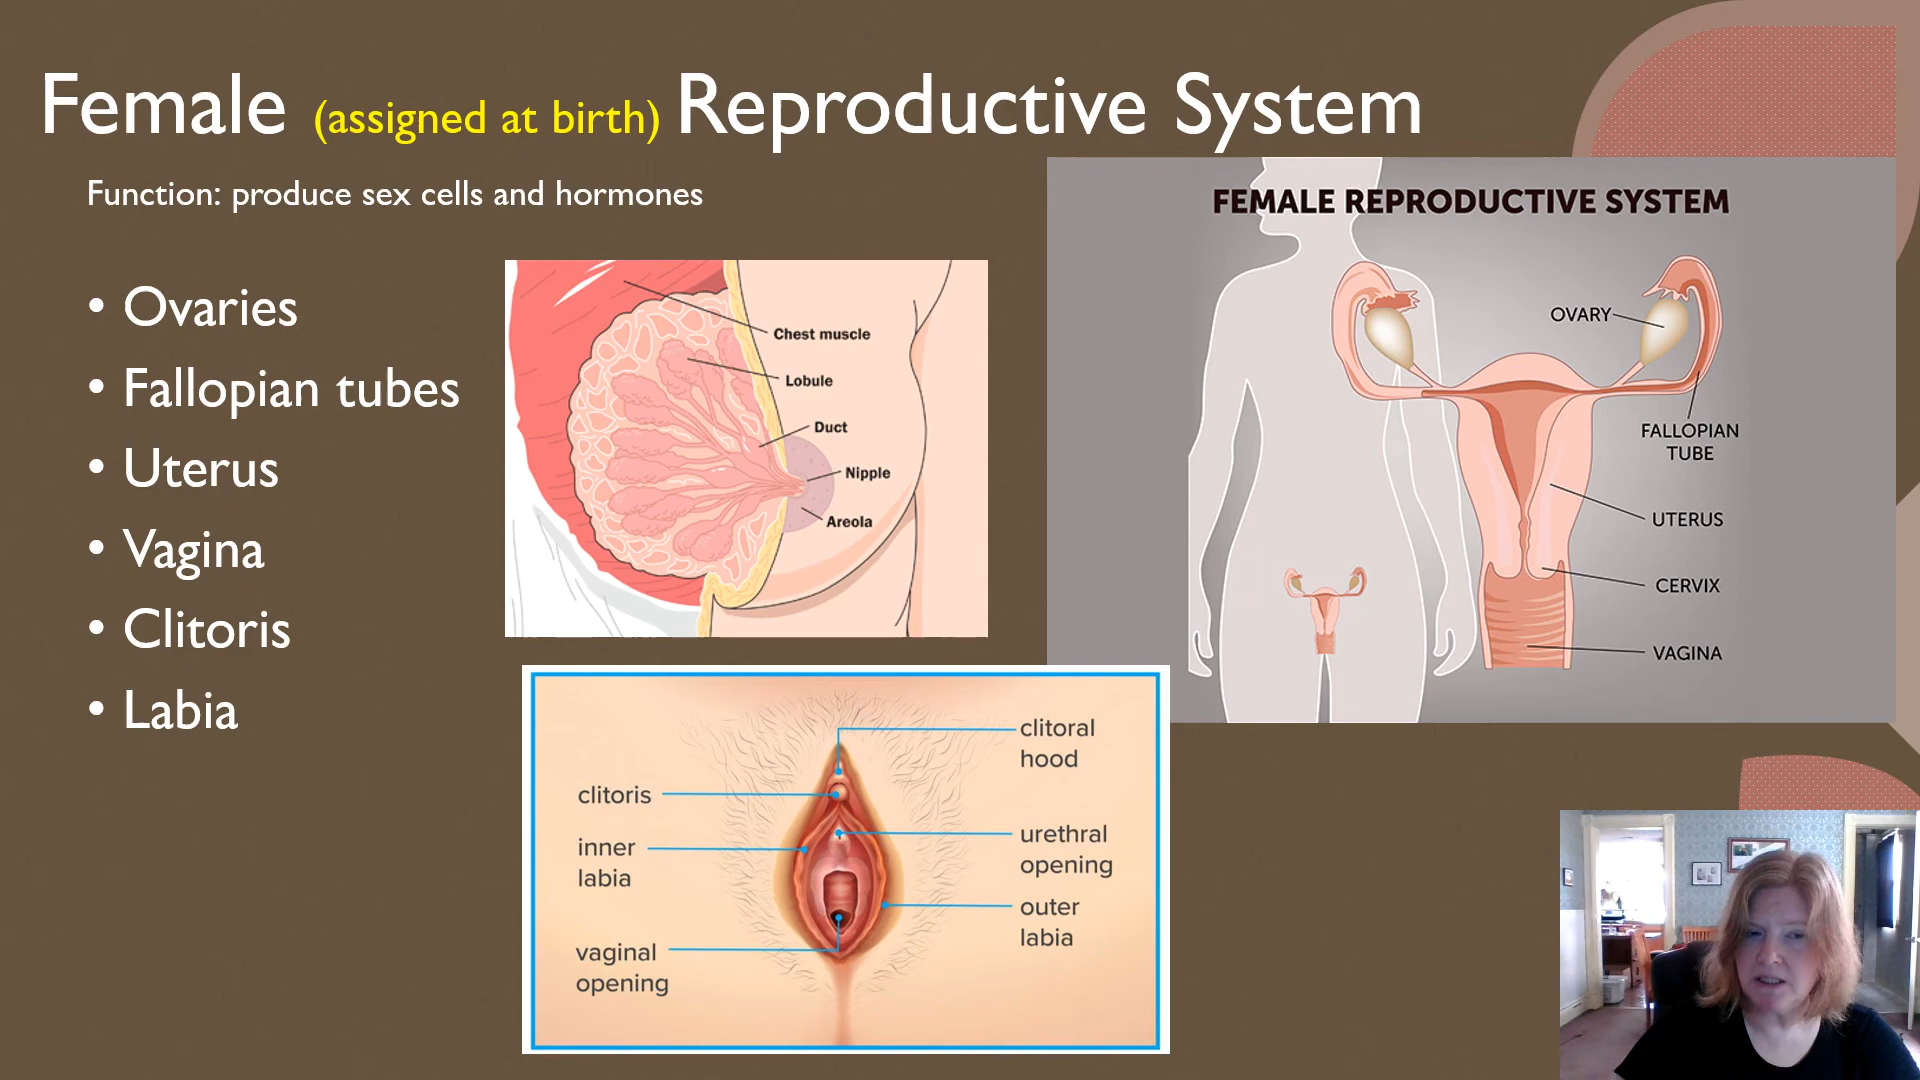 Female (assigned at birth) Reproductive System
Function: produce sex cells and hormones
• Ovaries
• Fallopian tubes
• Uterus
• Vagina
• Clitoris
• Labia
Chest muscle
Lobule
Duct
Nipple
Areola
FEMALE REPRODUCTIVE SYSTEM
OVARY
FALLOPIAN
TUBE
UTERUS
CERVIX
VAGINA
clitoral
hood
clitoris
urethral
opening
inner
labia
outer
labia
vaginal
opening